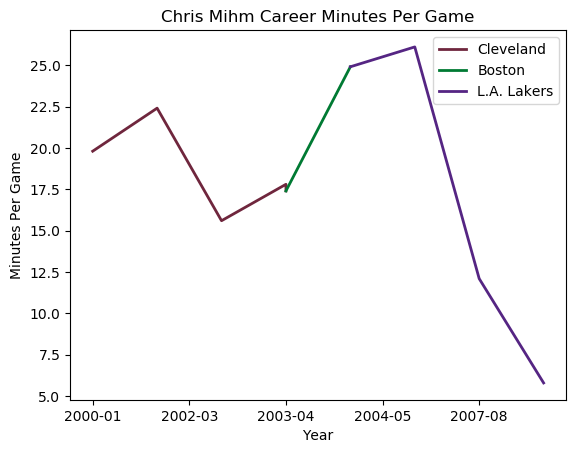 Chris Mihm Career Minutes Per Game
Cleveland
Boston
L.A. Lakers
Minutes Per Game
25.0
22.5
20.0
17.5
15.0
12.5
10.0
7.5
5.0
2000-01 2002-03 2003-04 2004-05 2007-08
Year